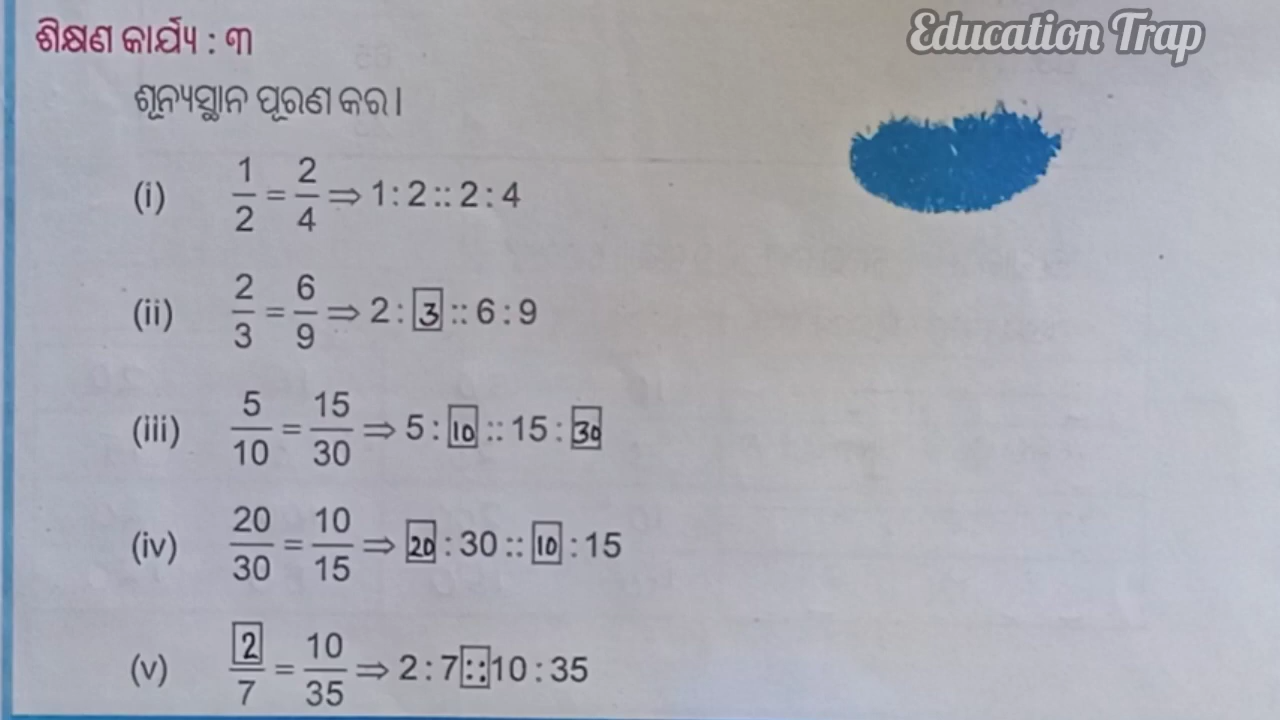 Education Trap
ଶିକ୍ଷଣ କାର୍ଯ୍ୟ : ୩
ଶୂନ୍ୟସ୍ଥାନ ପୂରଣ କର ।
(i) 1/2 = 2/4 ⇒ 1 : 2 :: 2 : 4
(ii) 2/3 = 6/9 ⇒ 2 : 3 :: 6 : 9
(iii) 5/10 = 15/30 ⇒ 5 : 10 :: 15 : 30
(iv) 20/30 = 10/15 ⇒ 20 : 30 :: 10 : 15
(v) 2/7 = 10/35 ⇒ 2 : 7 :: 10 : 35